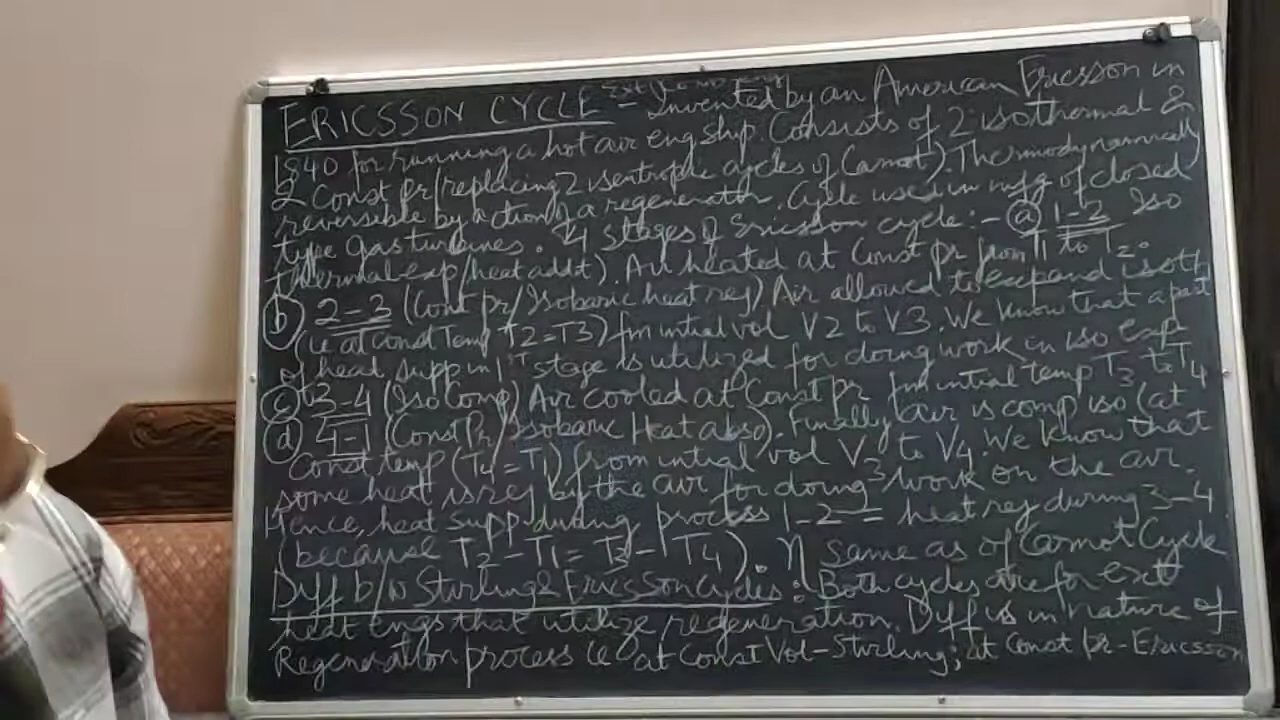 ERICSSON CYCLE - Invented by an American Ericsson in
1840 for running a hot air eng ship. Consists of 2 isothermal &
2 Const pr (replacing 2 isentropic cycles of Carnot). Thermodynamically
reversible by action of a regenerator. Cycle used in mfg of closed
type gas turbines. 4 stages of Ericsson cycle :- (a) 1-2 Iso
thermal exp (heat addt). Air heated at Const pr from T1 to T2.
(b) 2-3 (Const pr/Isobaric heat rej) Air allowed to expand isoth
(ie at const Temp T2=T3) fm intial vol V2 to V3. We know that a part
of heat supp in 1st stage is utilized for doing work in iso exp
(c) 3-4 (Iso Comp) Air cooled at Const pr fm intial temp T3 to T4
(d) 4-1 (Const Pr/Isobaric Heat abso). Finally air is comp iso (at
Const temp (T4=T1) from intial vol V3 to V4. We know that
some heat is rej by the air for doing work on the air.
Hence, heat supp during process 1-2 = heat rej during 3-4
(because T2-T1 = T3-T4). η same as of Carnot Cycle
Diff b/w Stirling & Ericsson Cycles : Both cycles are for ext
heat engs that utilize regeneration. Diff is in nature of
Regeneration process ie at Const Vol-Stirling; at Const pr-Ericsson